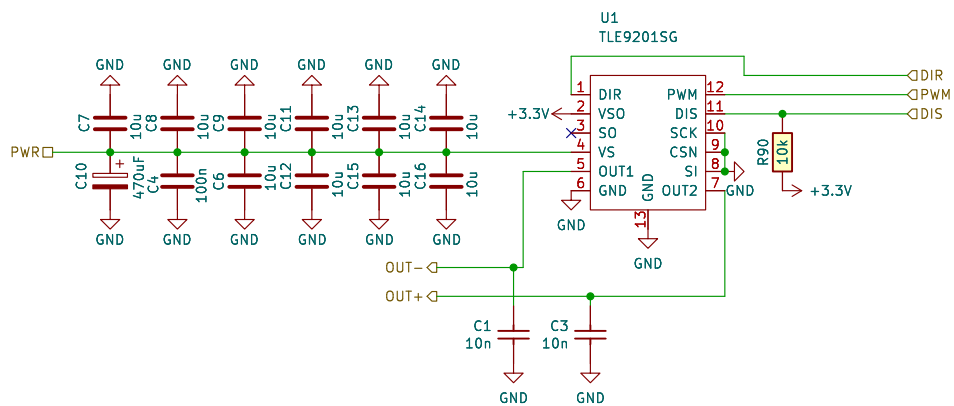 U1
TLE9201SG
GND GND GND GND GND GND
C7 10u C8 10u C9 10u C11 10u C13 10u C14 10u
1 DIR PWM 12
+3.3V 2 VSO DIS 11
3 SO SCK 10
4 VS CSN 9
5 OUT1 SI 8
6 GND OUT2 7
GND 13
DIR
PWM
DIS
R90 10k
+3.3V
GND
GND
GND
PWR
+
C10 470uF C4 100n C6 10u C12 10u C15 10u C16 10u
GND GND GND GND GND GND
OUT-
OUT+
C1 10n
C3 10n
GND GND